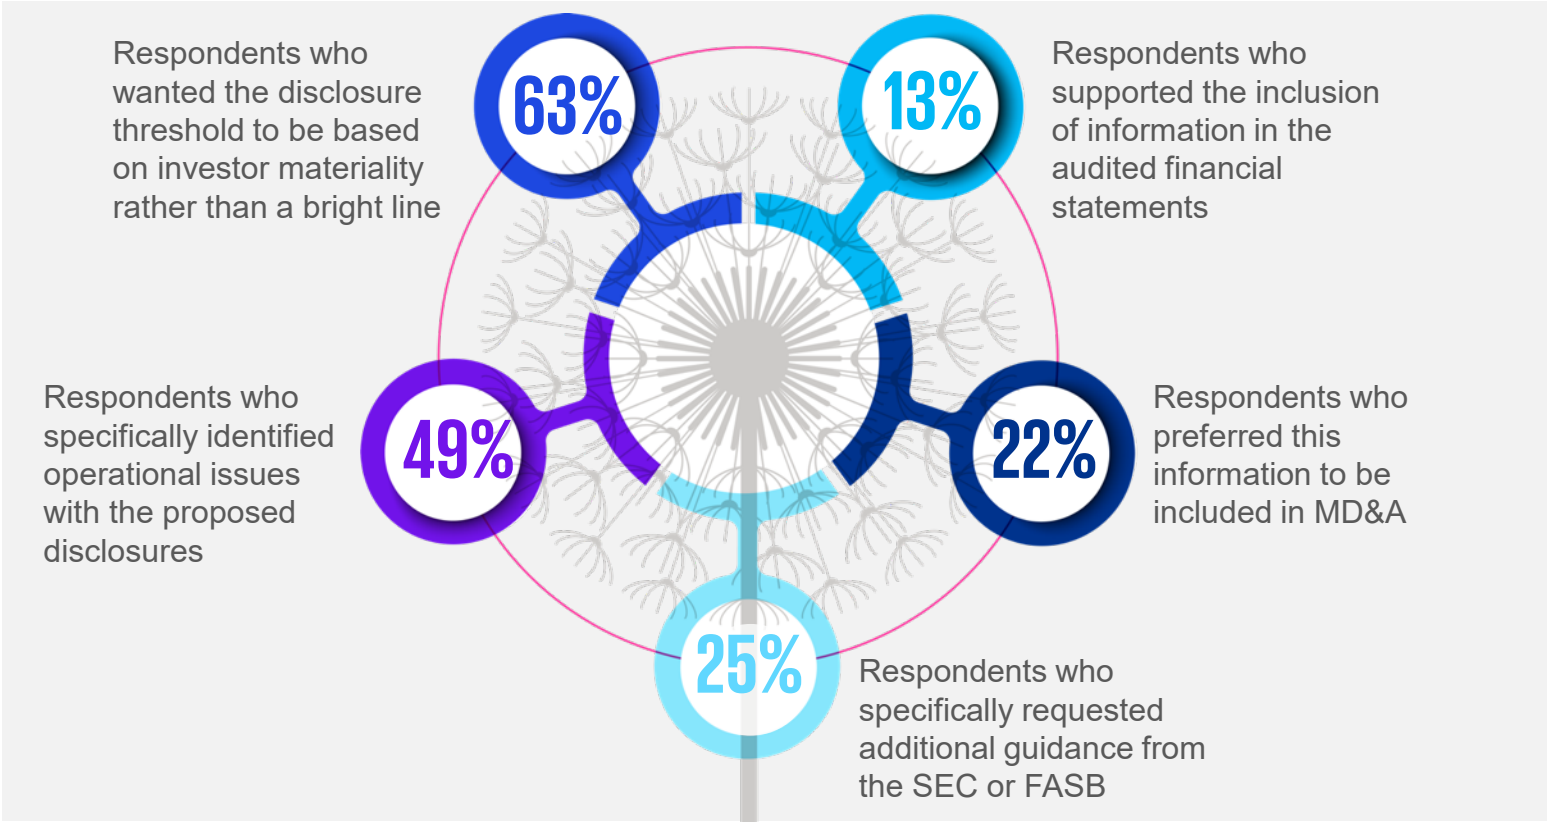 63%
Respondents who
wanted the disclosure
threshold to be based
on investor materiality
rather than a bright line
13%
Respondents who
supported the inclusion
of information in the
audited financial
statements
49%
Respondents who
specifically identified
operational issues
with the proposed
disclosures
22%
Respondents who
preferred this
information to be
included in MD&A
25%
Respondents who
specifically requested
additional guidance from
the SEC or FASB